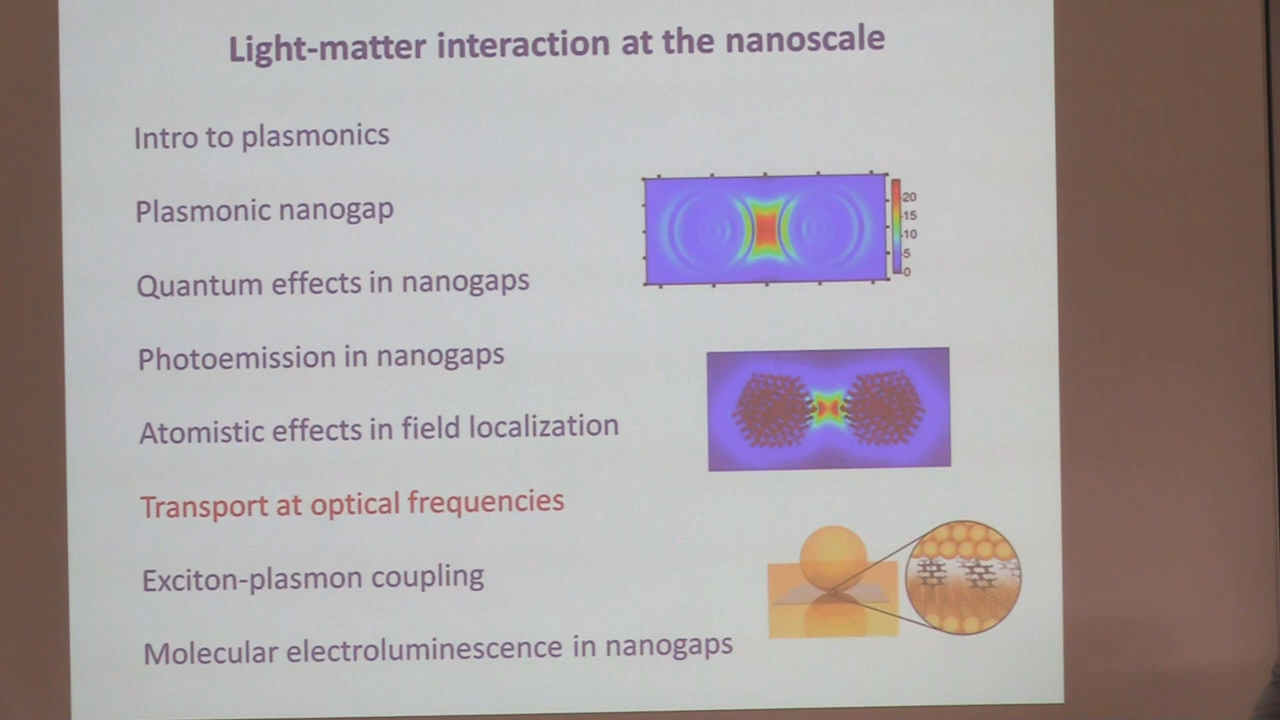 Light-matter interaction at the nanoscale
Intro to plasmonics
Plasmonic nanogap
Quantum effects in nanogaps
Photoemission in nanogaps
Atomistic effects in field localization
Transport at optical frequencies
Exciton-plasmon coupling
Molecular electroluminescence in nanogaps
20
15
10
5
0